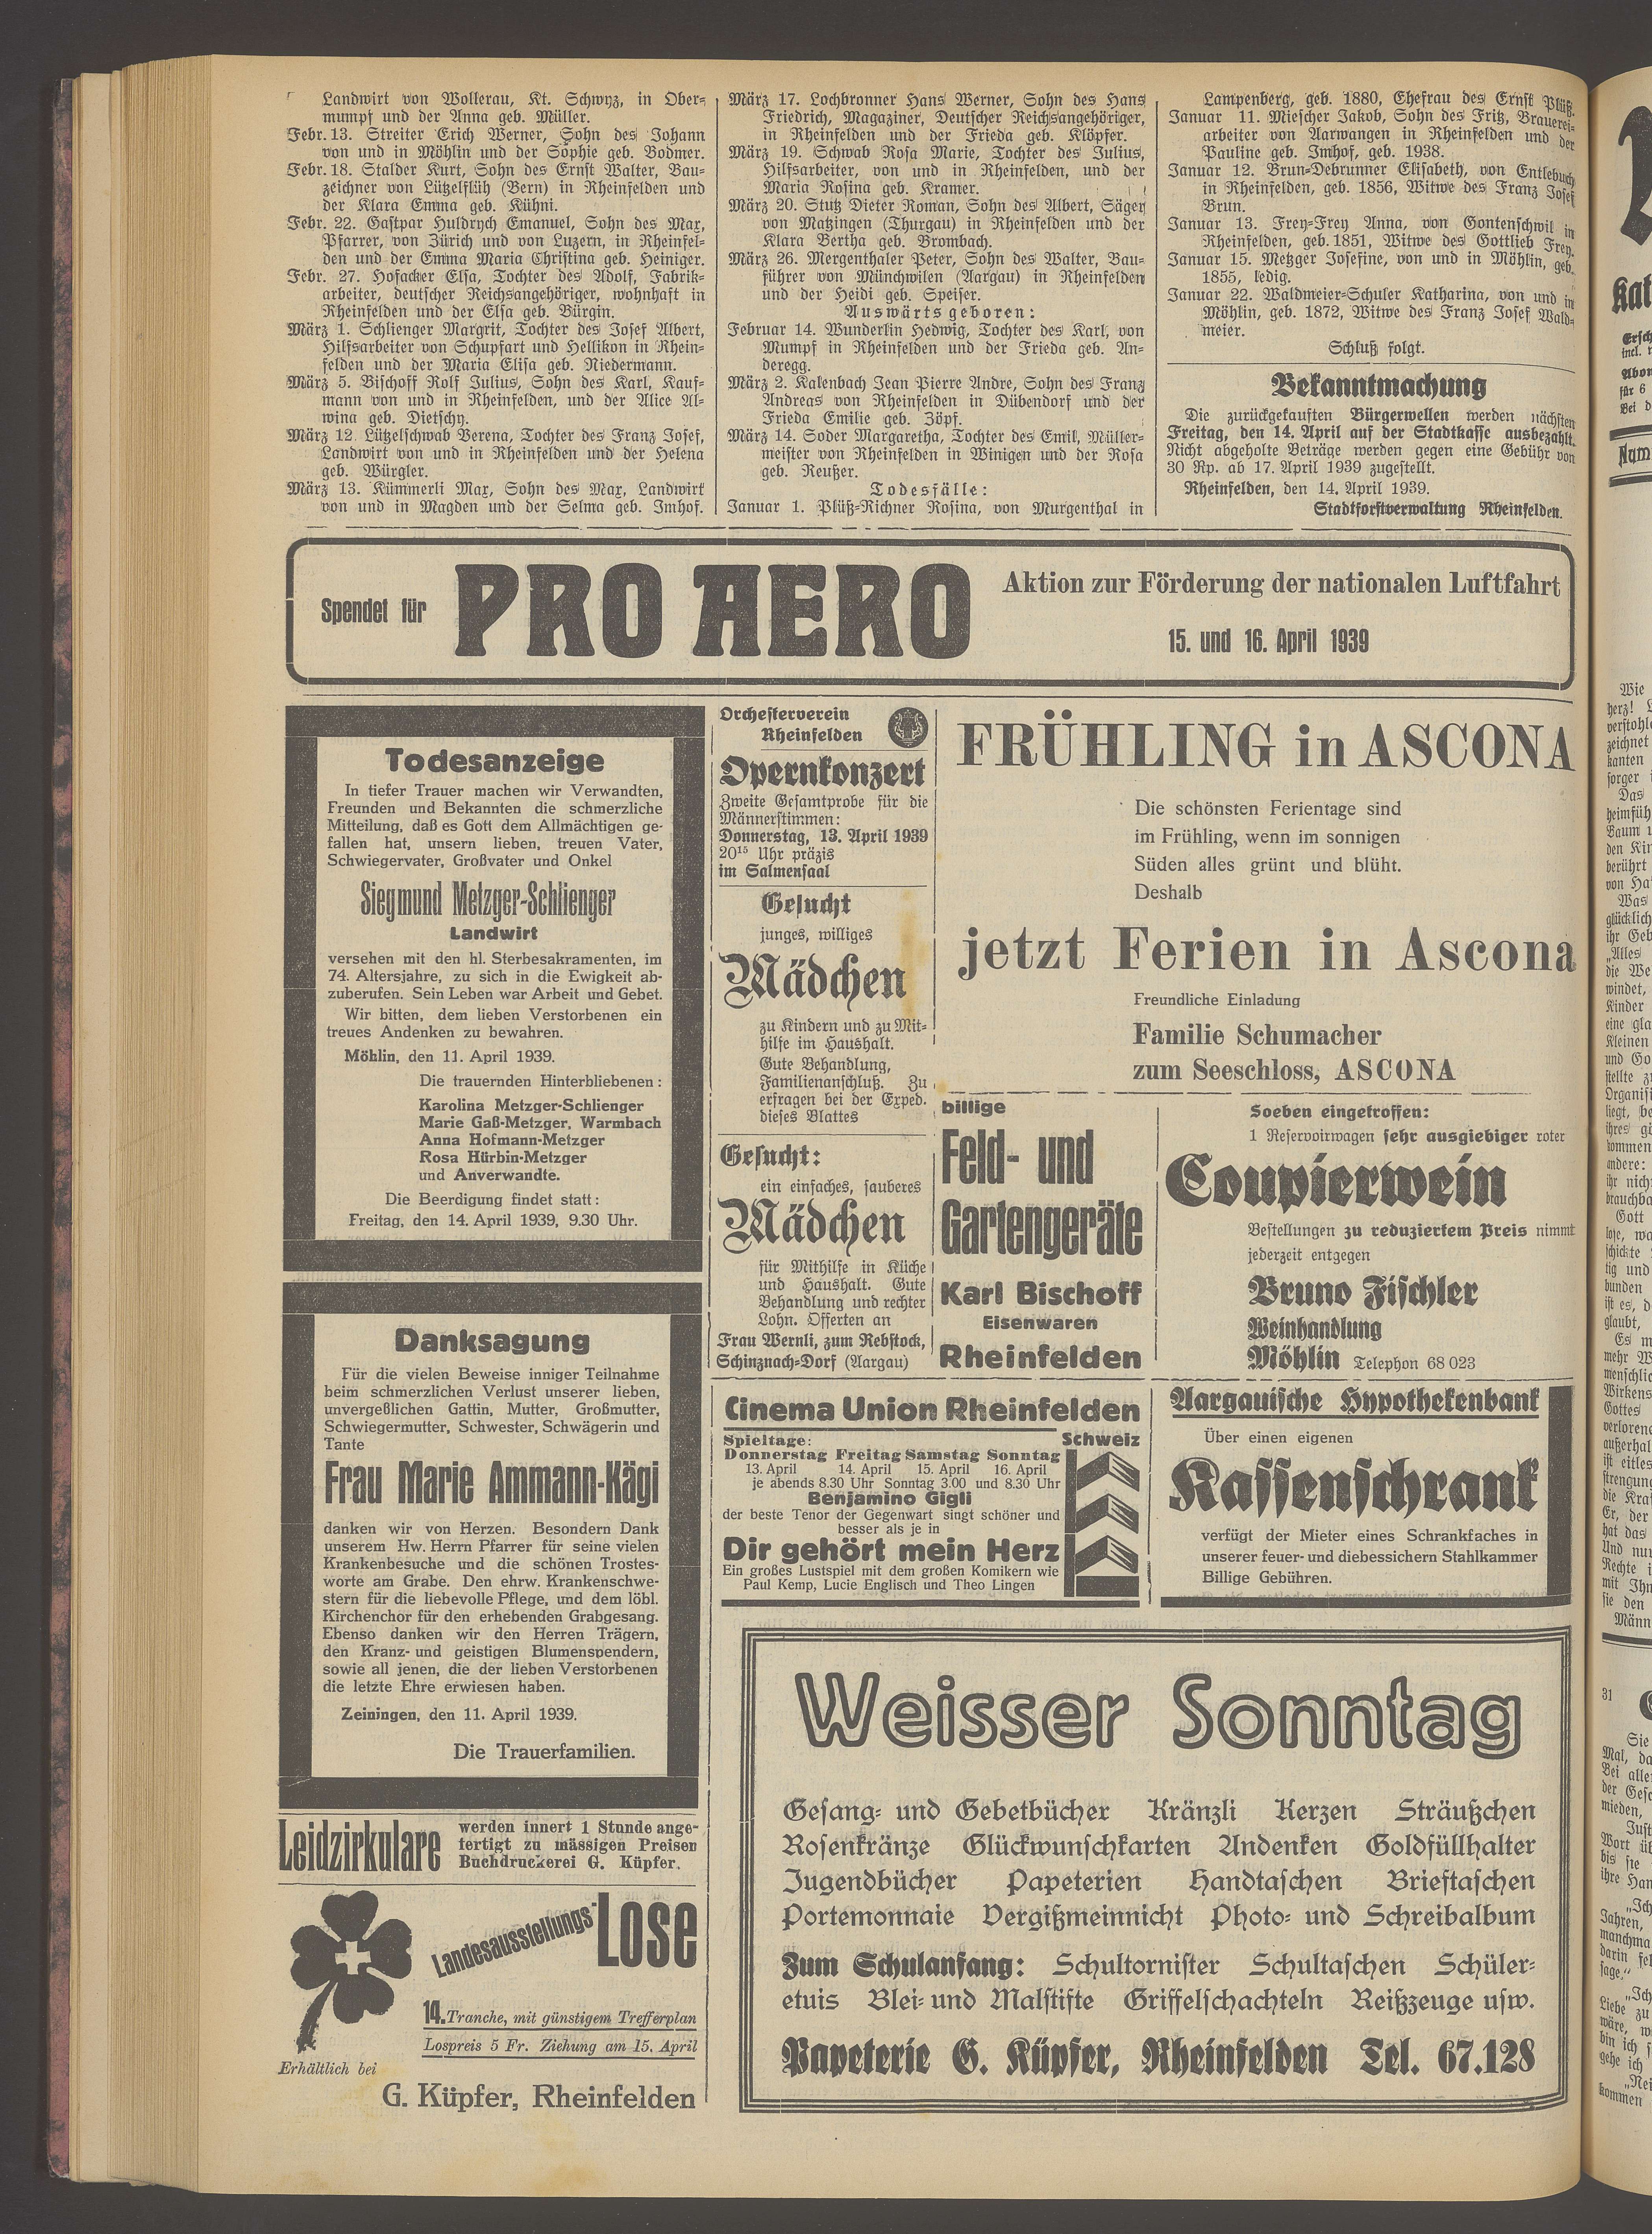 Landwirt von Wollerau, Kt. Schwyz, in Ober-
mumpf und der Anna geb. Müller.
Febr. 13. Streiter Erich Werner, Sohn des Johann
von und in Möhlin und der Sophie geb. Bodmer.
Febr. 18. Stalder Kurt, Sohn des Ernst Walter, Bau-
zeichner von Lützelflüh (Bern) in Rheinfelden und
der Klara Emma geb. Kühni.
Febr. 22. Gastpar Huldrych Emanuel, Sohn des Max,
Pfarrer, von Zürich und von Luzern, in Rheinfel-
den und der Emma Maria Christina geb. Heiniger.
Febr. 27. Hofacker Elsa, Tochter des Adolf, Fabrik-
arbeiter, deutscher Reichsangehöriger, wohnhaft in
Rheinfelden und der Elsa geb. Bürgin.
März 1. Schlienger Margrit, Tochter des Josef Albert,
Hilfsarbeiter von Schupfart und Hellikon in Rhein-
felden und der Maria Elisa geb. Niedermann.
März 5. Bischoff Rolf Julius, Sohn des Karl, Kauf-
mann von und in Rheinfelden, und der Alice Al-
wina geb. Dietschy.
März 12. Lützelschwab Verena, Tochter des Franz Josef,
Landwirt von und in Rheinfelden und der Helena
geb. Würgler.
März 13. Kümmerli Max, Sohn des Max, Landwirt
von und in Magden und der Selma geb. Imhof.
März 17. Lochbronner Hans Werner, Sohn des Hans
Friedrich, Magaziner, Deutscher Reichsangehöriger,
in Rheinfelden und der Frieda geb. Klöpfer.
März 19. Schwab Rosa Marie, Tochter des Julius,
Hilfsarbeiter, von und in Rheinfelden, und der
Maria Rosina geb. Kramer.
März 20. Stutz Dieter Roman, Sohn des Albert, Säger
von Matzingen (Thurgau) in Rheinfelden und der
Klara Bertha geb. Brombach.
März 26. Mergenthaler Peter, Sohn des Walter, Bau-
führer von Münchwilen (Aargau) in Rheinfelden
und der Heidi geb. Speiser.
Auswärts geboren:
Februar 14. Wunderlin Hedwig, Tochter des Karl, von
Mumpf in Rheinfelden und der Frieda geb. An-
deregg.
März 2. Kalenbach Jean Pierre Andre, Sohn des Franz
Andreas von Rheinfelden in Dübendorf und der
Frieda Emilie geb. Zöpf.
März 14. Soder Margaretha, Tochter des Emil, Müller-
meister von Rheinfelden in Winigen und der Rosa
geb. Reußer.
Todesfälle:
Januar 1. Plüß-Richner Rosina, von Murgenthal in
Lampenberg, geb. 1880, Ehefrau des Ernst Plüß.
Januar 11. Miescher Jakob, Sohn des Fritz, Brauerei-
arbeiter von Aarwangen in Rheinfelden und der
Pauline geb. Imhof, geb. 1938.
Januar 12. Brun-Debrunner Elisabeth, von Entlebuch
in Rheinfelden, geb. 1856, Witwe des Franz Josef
Brun.
Januar 13. Frey-Frey Anna, von Gontenschwil in
Rheinfelden, geb. 1851, Witwe des Gottlieb Frey.
Januar 15. Metzger Josefine, von und in Möhlin, geb.
1855, ledig.
Januar 22. Waldmeier-Schuler Katharina, von und in
Möhlin, geb. 1872, Witwe des Franz Josef Wald-
meier.
Schluß folgt.
Bekanntmachung
Die zurückgekauften Bürgerwellen werden nächsten
Freitag, den 14. April auf der Stadtkasse ausbezahlt.
Nicht abgeholte Beträge werden gegen eine Gebühr von
30 Rp. ab 17. April 1939 zugestellt.
Rheinfelden, den 14. April 1939.
Stadtforstverwaltung Rheinfelden.
Spendet für PRO AERO
Aktion zur Förderung der nationalen Luftfahrt
15. und 16. April 1939
Todesanzeige
In tiefer Trauer machen wir Verwandten,
Freunden und Bekannten die schmerzliche
Mitteilung, daß es Gott dem Allmächtigen ge-
fallen hat, unsern lieben, treuen Vater,
Schwiegervater, Großvater und Onkel
Siegmund Metzger-Schlienger
Landwirt
versehen mit den hl. Sterbesakramenten, im
74. Altersjahre, zu sich in die Ewigkeit ab-
zuberufen. Sein Leben war Arbeit und Gebet.
Wir bitten, dem lieben Verstorbenen ein
treues Andenken zu bewahren.
Möhlin, den 11. April 1939.
Die trauernden Hinterbliebenen:
Karolina Metzger-Schlienger
Marie Gaß-Metzger, Warmbach
Anna Hofmann-Metzger
Rosa Hürbin-Metzger
und Anverwandte.
Die Beerdigung findet statt:
Freitag, den 14. April 1939, 9.30 Uhr.
Danksagung
Für die vielen Beweise inniger Teilnahme
beim schmerzlichen Verlust unserer lieben,
unvergeßlichen Gattin, Mutter, Großmutter,
Schwiegermutter, Schwester, Schwägerin und
Tante
Frau Marie Ammann-Kägi
danken wir von Herzen. Besondern Dank
unserem Hw. Herrn Pfarrer für seine vielen
Krankenbesuche und die schönen Trostes-
worte am Grabe. Den ehrw. Krankenschwe-
stern für die liebevolle Pflege, und dem löbl.
Kirchenchor für den erhebenden Grabgesang.
Ebenso danken wir den Herren Trägern,
den Kranz- und geistigen Blumenspendern,
sowie all jenen, die der lieben Verstorbenen
die letzte Ehre erwiesen haben.
Zeiningen, den 11. April 1939.
Die Trauerfamilien.
Leidzirkulare
werden innert 1 Stunde ange-
fertigt zu mässigen Preisen
Buchdruckerei G. Küpfer.
Landesausstellungs-Lose
14. Tranche, mit günstigem Trefferplan
Lospreis 5 Fr. Ziehung am 15. April
Erhältlich bei
G. Küpfer, Rheinfelden
Orchesterverein
Rheinfelden
Opernkonzert
Zweite Gesamtprobe für die
Männerstimmen:
Donnerstag, 13. April 1939
20¹⁵ Uhr präzis
im Salmensaal
Gesucht
junges, williges
Mädchen
zu Kindern und zu Mit-
hilfe im Haushalt.
Gute Behandlung,
Familienanschluß. Zu
erfragen bei der Exped.
dieses Blattes
Gesucht:
ein einfaches, sauberes
Mädchen
für Mithilfe in Küche
und Haushalt. Gute
Behandlung und rechter
Lohn. Offerten an
Frau Wernli, zum Rebstock,
Schinznach-Dorf (Aargau)
FRÜHLING in ASCONA
Die schönsten Ferientage sind
im Frühling, wenn im sonnigen
Süden alles grünt und blüht.
Deshalb
jetzt Ferien in Ascona
Freundliche Einladung
Familie Schumacher
zum Seeschloss, ASCONA
billige
Feld- und
Gartengeräte
Karl Bischoff
Eisenwaren
Rheinfelden
Soeben eingetroffen:
1 Reservoirwagen sehr ausgiebiger roter
Coupierwein
Bestellungen zu reduziertem Preis nimmt
jederzeit entgegen
Bruno Fischler
Weinhandlung
Möhlin Telephon 68 023
Cinema Union Rheinfelden
Spieltage: Schweiz
Donnerstag Freitag Samstag Sonntag
13. April 14. April 15. April 16. April
je abends 8.30 Uhr Sonntag 3.00 und 8.30 Uhr
Benjamino Gigli
der beste Tenor der Gegenwart singt schöner und
besser als je in
Dir gehört mein Herz
Ein großes Lustspiel mit dem großen Komikern wie
Paul Kemp, Lucie Englisch und Theo Lingen
Aargauische Hypothekenbank
Über einen eigenen
Kassenschrank
verfügt der Mieter eines Schrankfaches in
unserer feuer- und diebessichern Stahlkammer
Billige Gebühren.
Weisser Sonntag
Gesang- und Gebetbücher Kränzli Kerzen Sträußchen
Rosenkränze Glückwunschkarten Andenken Goldfüllhalter
Jugendbücher Papeterien Handtaschen Brieftaschen
Portemonnaie Vergißmeinnicht Photo- und Schreibalbum
Zum Schulanfang: Schultornister Schultaschen Schüler-
etuis Blei- und Malstifte Griffelschachteln Reißzeuge usw.
Papeterie G. Küpfer, Rheinfelden Tel. 67.128